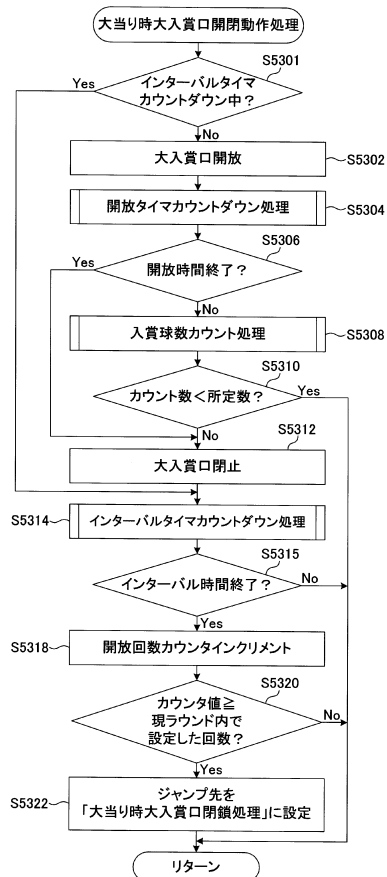 大当り時大入賞口開閉動作処理
S5301
Yes
インターバルタイマ
カウントダウン中?
No
大入賞口開放
S5302
開放タイマカウントダウン処理
S5304
S5306
Yes
開放時間終了?
No
入賞球数カウント処理
S5308
S5310
カウント数<所定数?
Yes
No
S5312
大入賞口閉止
S5314
インターバルタイマカウントダウン処理
S5315
インターバル時間終了?
No
Yes
S5318
開放回数カウンタインクリメント
S5320
カウンタ値≧
現ラウンド内で
設定した回数?
No
Yes
S5322
ジャンプ先を
「大当り時大入賞口閉鎖処理」に設定
リターン